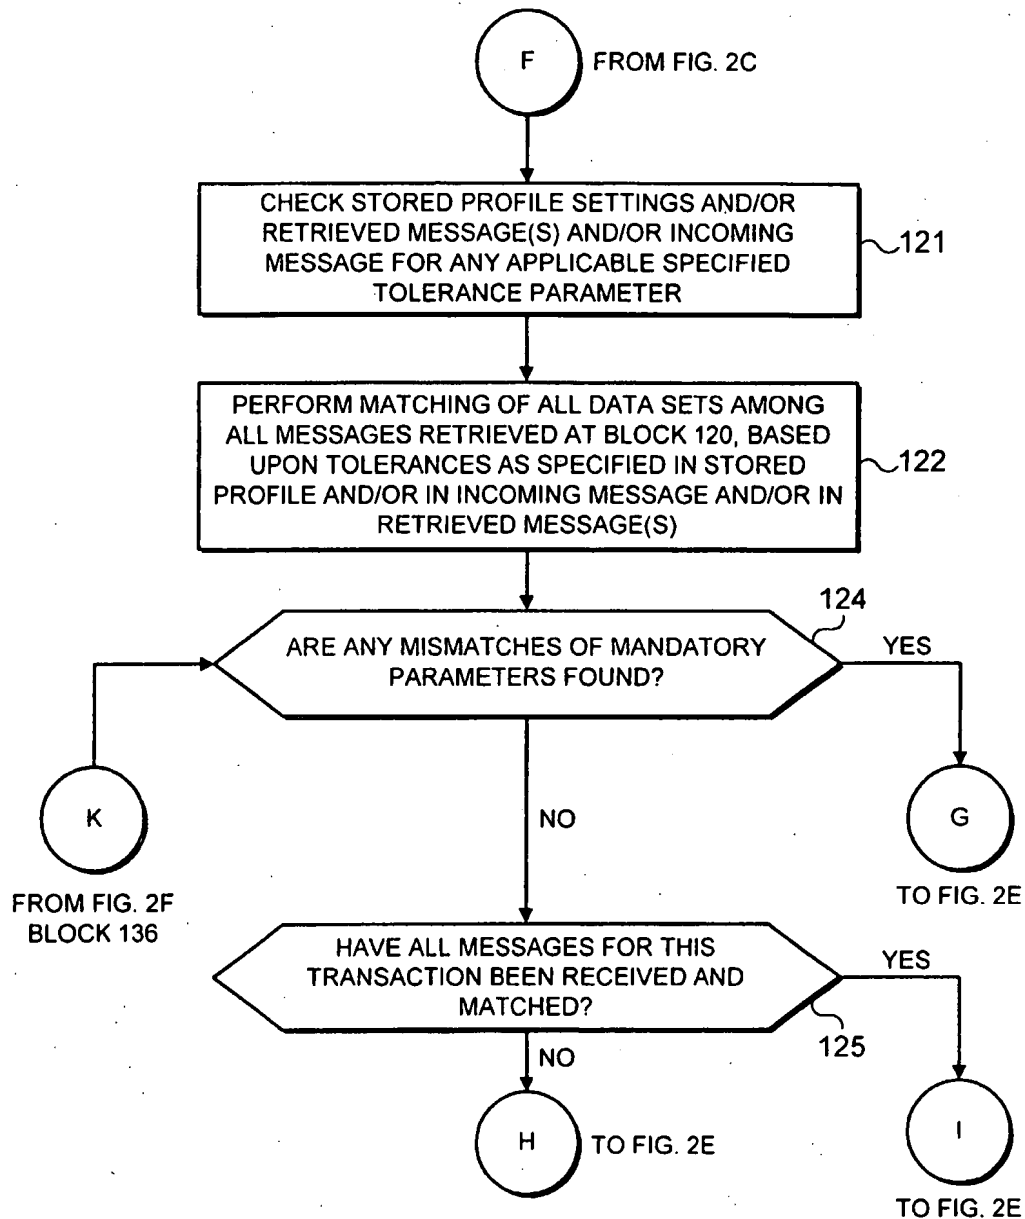 F
FROM FIG. 2C
CHECK STORED PROFILE SETTINGS AND/OR
RETRIEVED MESSAGE(S) AND/OR INCOMING
MESSAGE FOR ANY APPLICABLE SPECIFIED
TOLERANCE PARAMETER
121
PERFORM MATCHING OF ALL DATA SETS AMONG
ALL MESSAGES RETRIEVED AT BLOCK 120, BASED
UPON TOLERANCES AS SPECIFIED IN STORED
PROFILE AND/OR IN INCOMING MESSAGE AND/OR IN
RETRIEVED MESSAGE(S)
122
124
ARE ANY MISMATCHES OF MANDATORY
PARAMETERS FOUND?
YES
K
FROM FIG. 2F
BLOCK 136
NO
G
TO FIG. 2E
HAVE ALL MESSAGES FOR THIS
TRANSACTION BEEN RECEIVED AND
MATCHED?
YES
125
NO
H
TO FIG. 2E
I
TO FIG. 2E